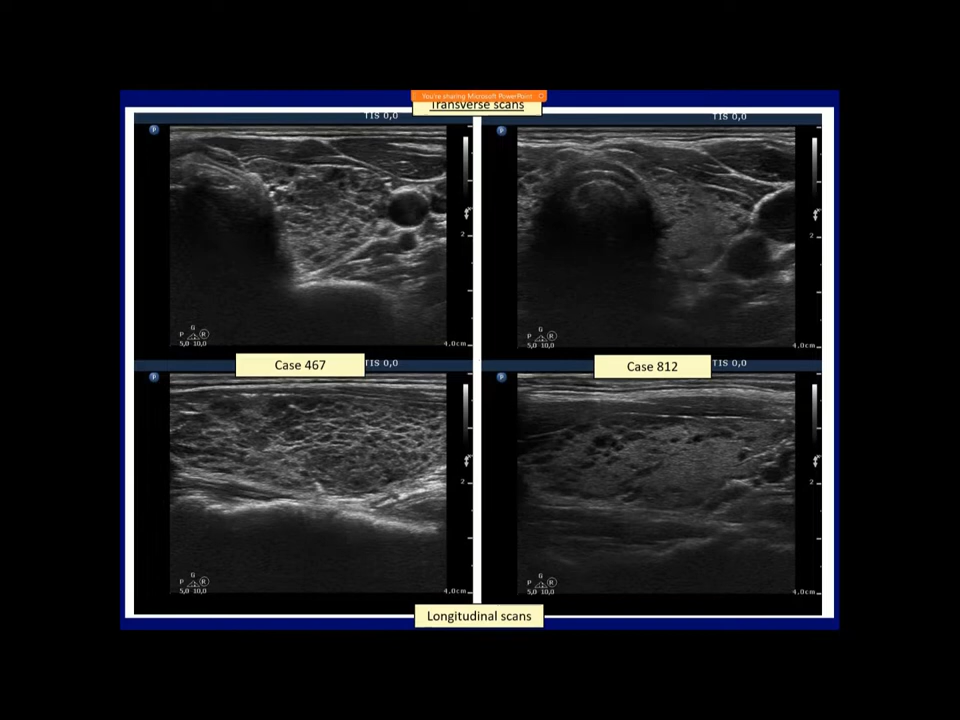 You're sharing Microsoft PowerPoint
Transverse scans
TIS 0,0
TIS 0,0
P
P
2
2
G
P R
5,0 10,0
4,0cm
G
P R
5,0 10,0
4,0cm
Case 467
TIS 0,0
Case 812
TIS 0,0
P
P
2
2
G
P R
5,0 10,0
4,0cm
G
P R
5,0 10,0
4,0cm
Longitudinal scans